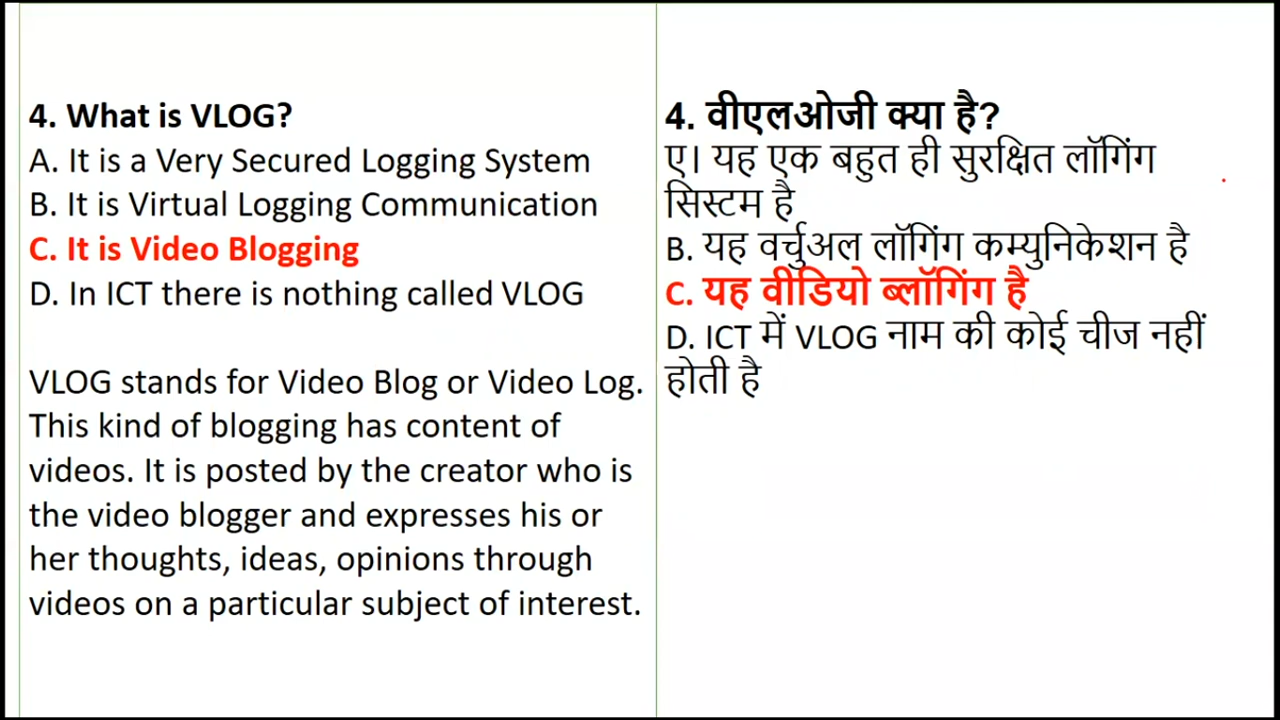 4. What is VLOG?
A. It is a Very Secured Logging System
B. It is Virtual Logging Communication
C. It is Video Blogging
D. In ICT there is nothing called VLOG
VLOG stands for Video Blog or Video Log.
This kind of blogging has content of
videos. It is posted by the creator who is
the video blogger and expresses his or
her thoughts, ideas, opinions through
videos on a particular subject of interest.
4. वीएलओजी क्या है?
ए। यह एक बहुत ही सुरक्षित लॉगिंग
सिस्टम है
B. यह वर्चुअल लॉगिंग कम्युनिकेशन है
C. यह वीडियो ब्लॉगिंग है
D. ICT में VLOG नाम की कोई चीज नहीं
होती है